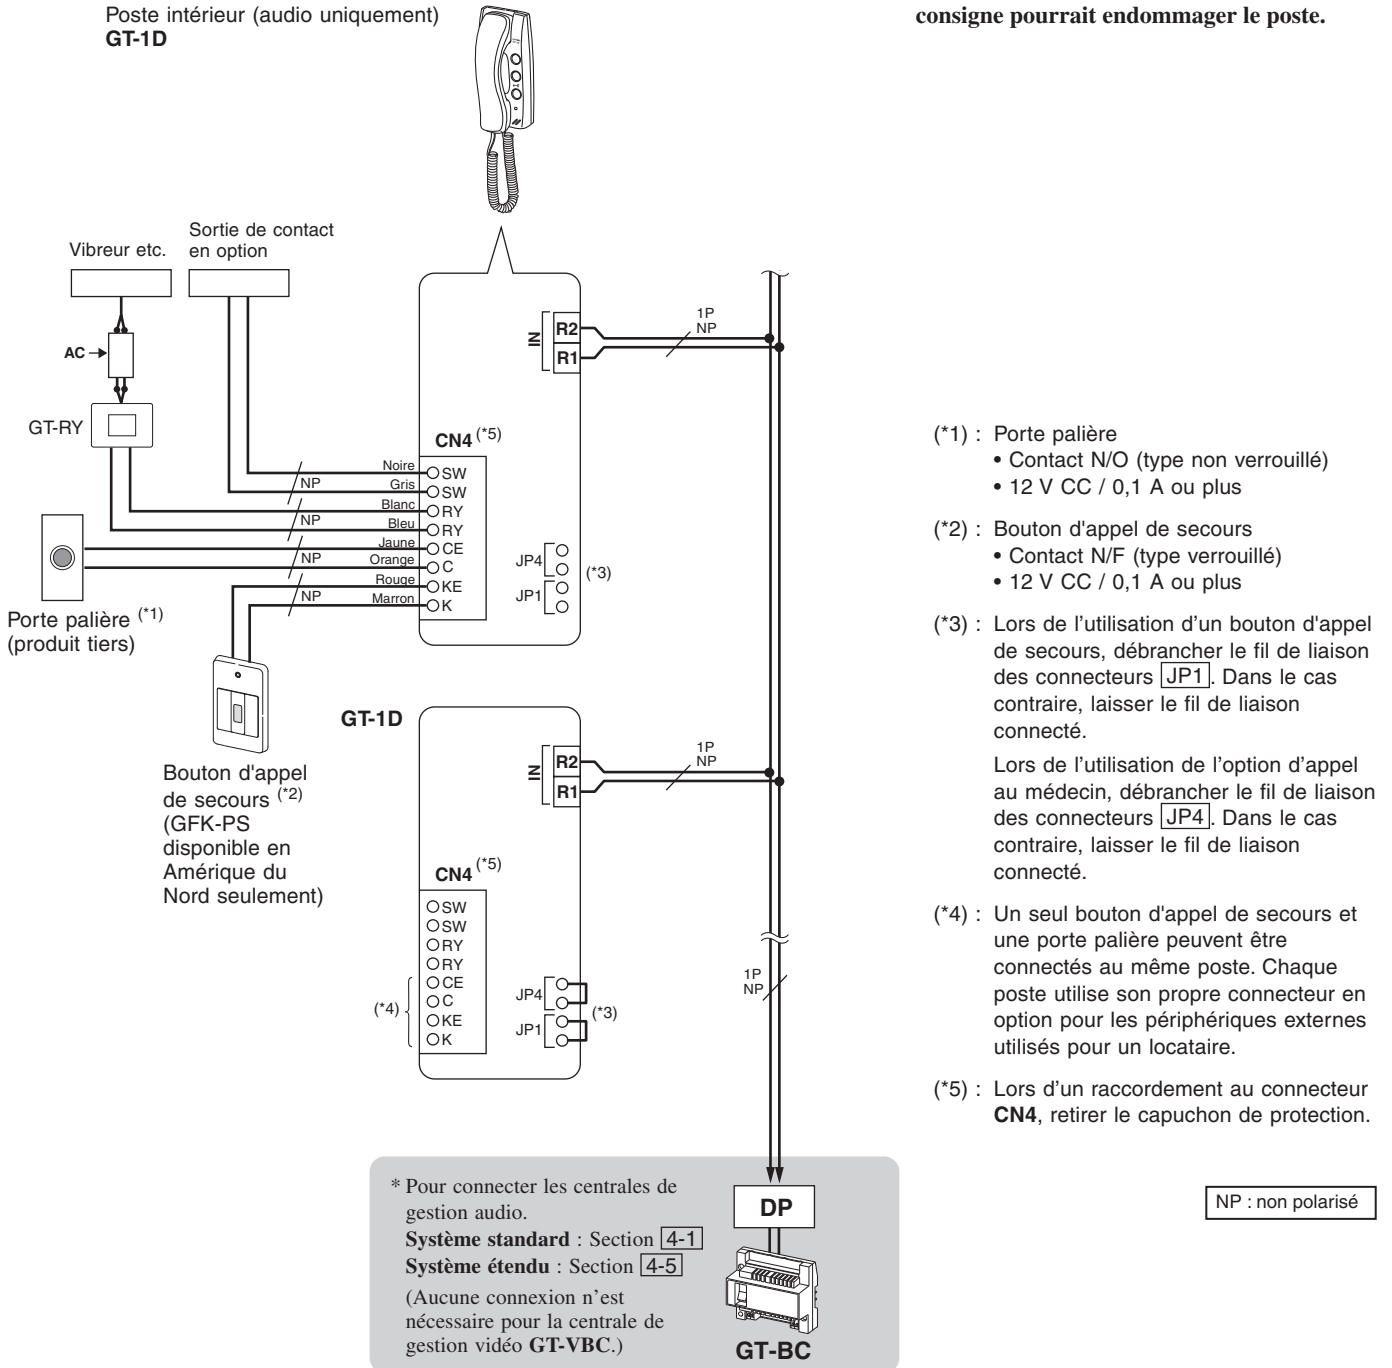 Poste intérieur (audio uniquement)
GT-1D
consigne pourrait endommager le poste.
Vibreur etc.
Sortie de contact
en option
AC
GT-RY
IN
R2
R1
1P
NP
CN4 (*5)
Noire
SW
NP
Gris
SW
Blanc
RY
NP
Bleu
RY
Jaune
CE
NP
Orange
C
Rouge
KE
NP
Marron
K
JP4
JP1
(*3)
Porte palière (*1)
(produit tiers)
Bouton d'appel
de secours (*2)
(GFK-PS
disponible en
Amérique du
Nord seulement)
GT-1D
IN
R2
R1
1P
NP
CN4 (*5)
SW
SW
RY
RY
CE
C
KE
K
(*4)
JP4
JP1
(*3)
1P
NP
(*1) : Porte palière
• Contact N/O (type non verrouillé)
• 12 V CC / 0,1 A ou plus
(*2) : Bouton d'appel de secours
• Contact N/F (type verrouillé)
• 12 V CC / 0,1 A ou plus
(*3) : Lors de l'utilisation d'un bouton d'appel
de secours, débrancher le fil de liaison
des connecteurs JP1. Dans le cas
contraire, laisser le fil de liaison
connecté.
Lors de l'utilisation de l'option d'appel
au médecin, débrancher le fil de liaison
des connecteurs JP4. Dans le cas
contraire, laisser le fil de liaison
connecté.
(*4) : Un seul bouton d'appel de secours et
une porte palière peuvent être
connectés au même poste. Chaque
poste utilise son propre connecteur en
option pour les périphériques externes
utilisés pour un locataire.
(*5) : Lors d'un raccordement au connecteur
CN4, retirer le capuchon de protection.
NP : non polarisé
* Pour connecter les centrales de
gestion audio.
Système standard : Section 4-1
Système étendu : Section 4-5
(Aucune connexion n'est
nécessaire pour la centrale de
gestion vidéo GT-VBC.)
DP
GT-BC